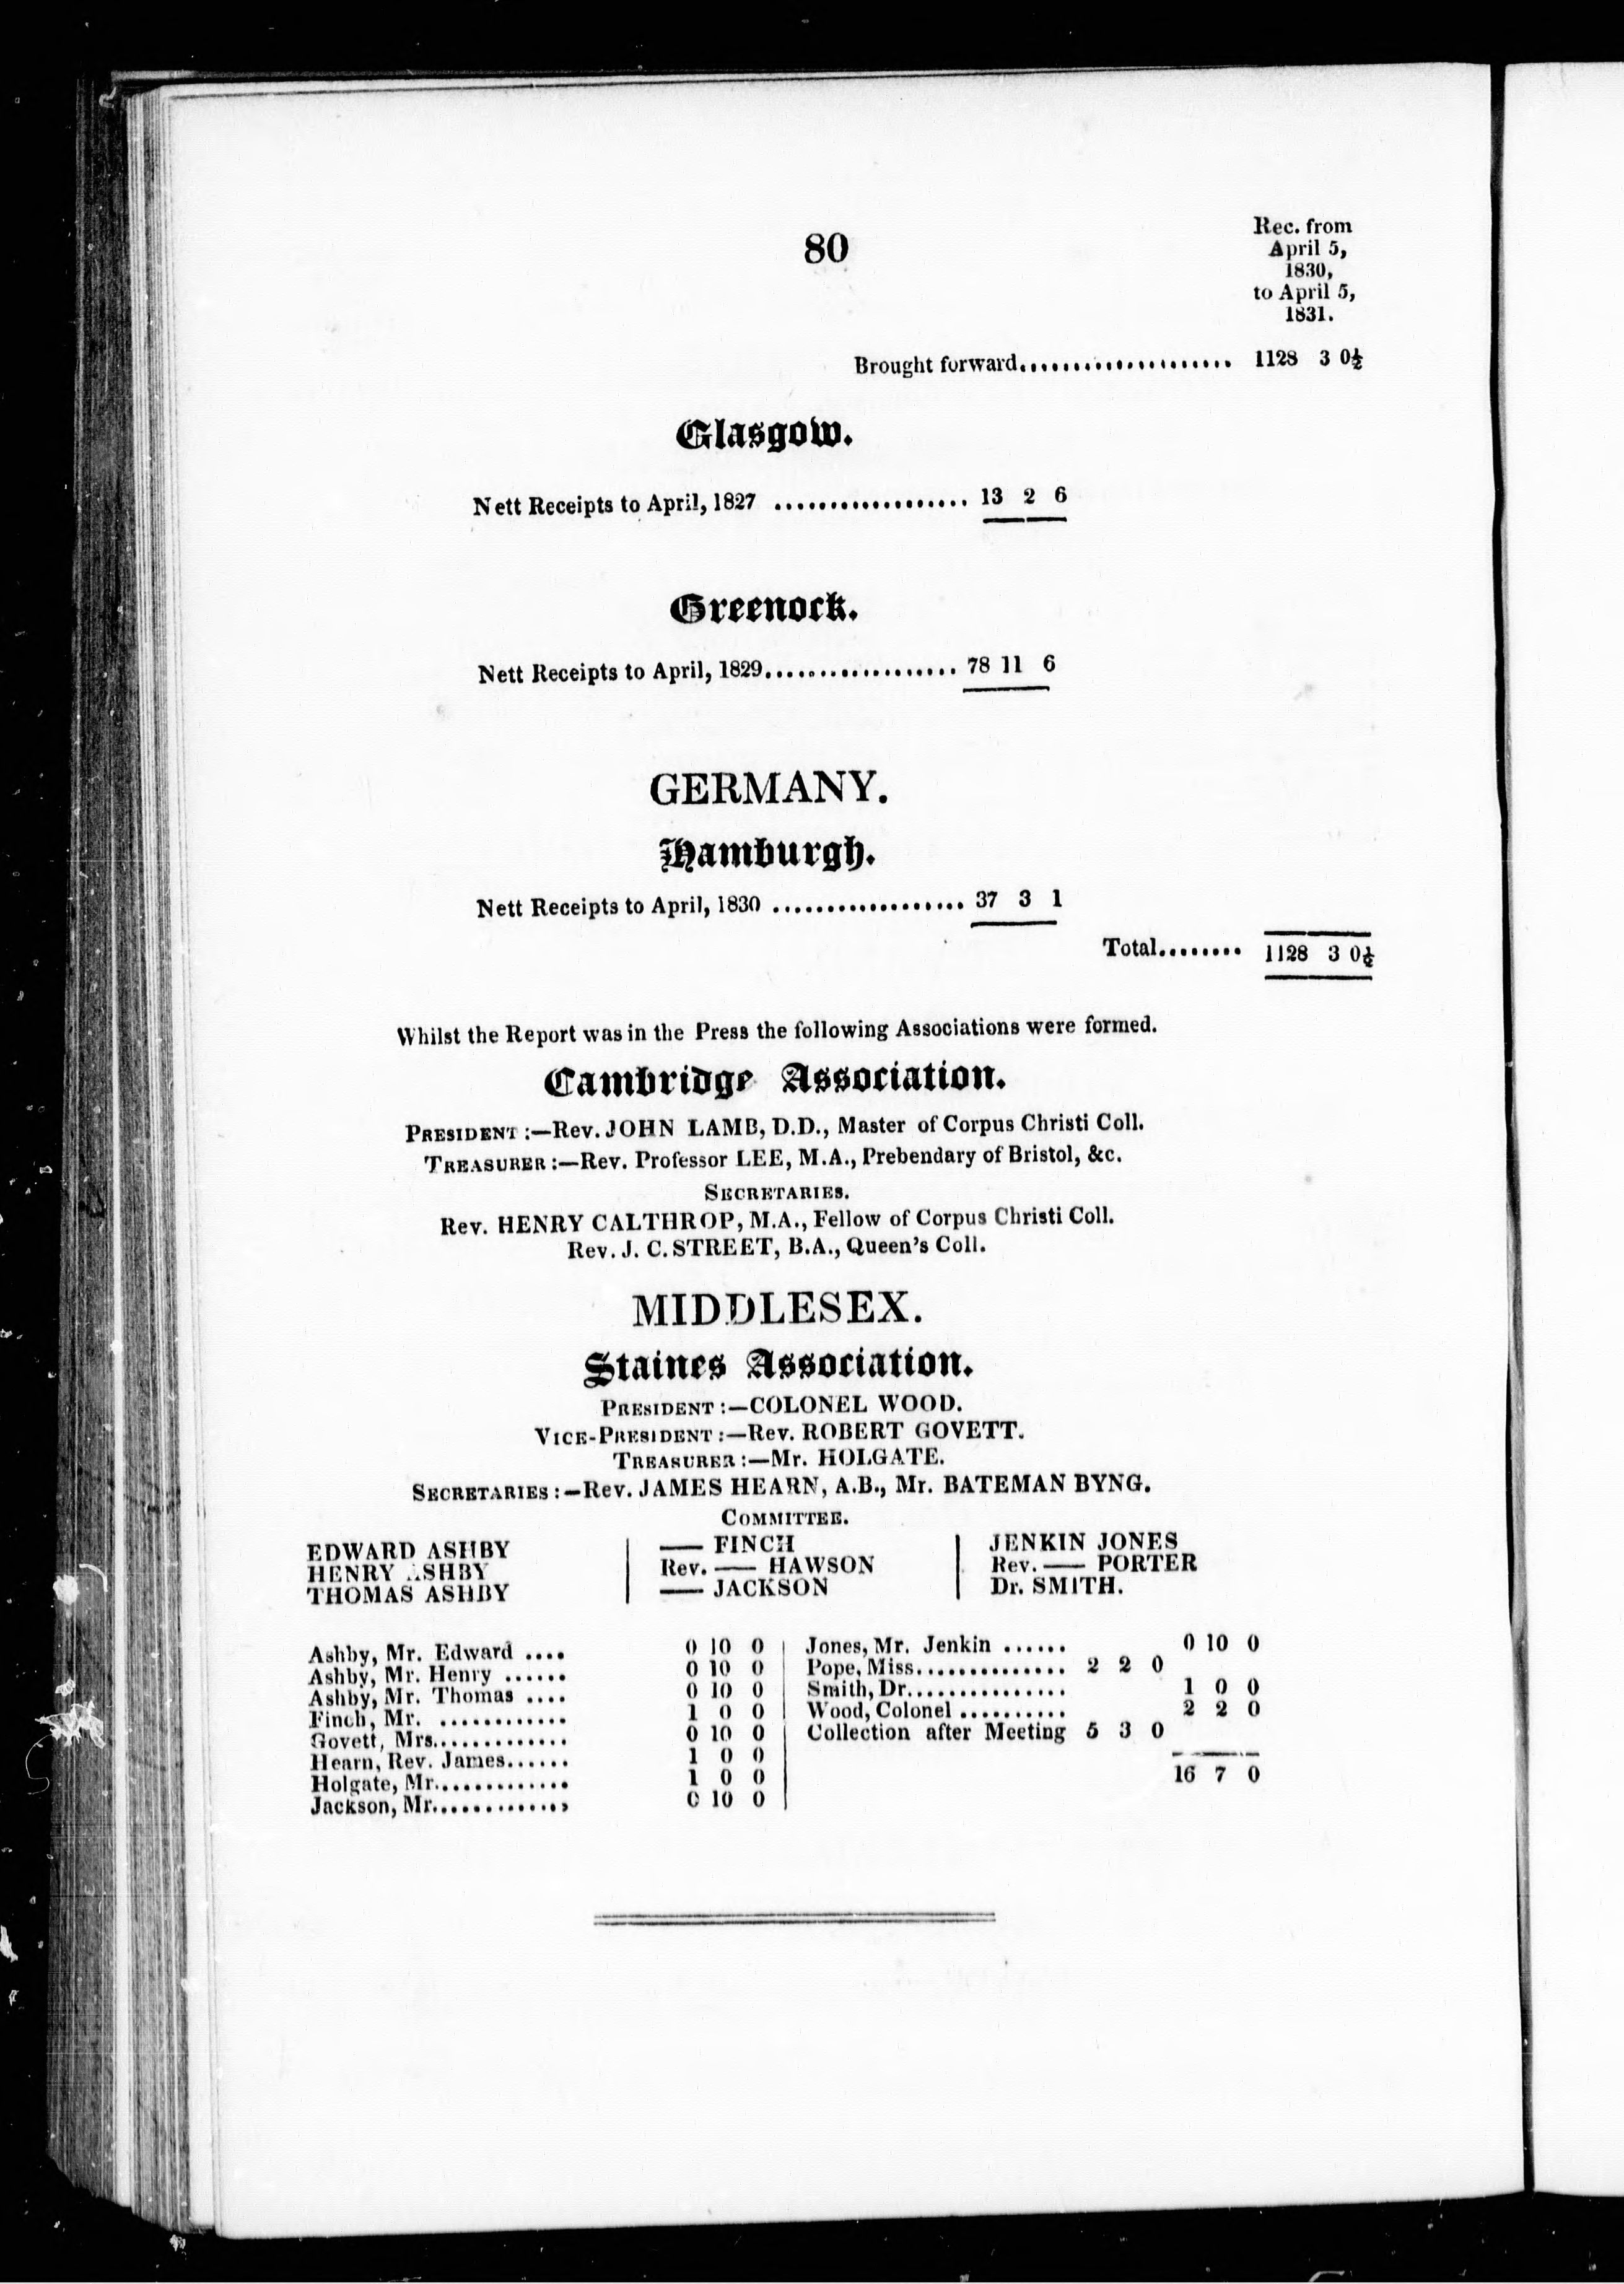 80
Rec. from
April 5,
1830,
to April 5,
1831.
Brought forward.................... 1128 3 0½
Glasgow.
Nett Receipts to April, 1827 .................. 13 2 6
Greenock.
Nett Receipts to April, 1829.................. 78 11 6
GERMANY.
Hamburgh.
Nett Receipts to April, 1830 .................. 37 3 1
Total........ 1128 3 0½
Whilst the Report was in the Press the following Associations were formed.
Cambridge Association.
PRESIDENT :—Rev. JOHN LAMB, D.D., Master of Corpus Christi Coll.
TREASURER :—Rev. Professor LEE, M.A., Prebendary of Bristol, &c.
SECRETARIES.
Rev. HENRY CALTHROP, M.A., Fellow of Corpus Christi Coll.
Rev. J. C. STREET, B.A., Queen's Coll.
MIDDLESEX.
Staines Association.
PRESIDENT :—COLONEL WOOD.
VICE-PRESIDENT :—Rev. ROBERT GOVETT.
TREASURER :—Mr. HOLGATE.
SECRETARIES :—Rev. JAMES HEARN, A.B., Mr. BATEMAN BYNG.
COMMITTEE.
EDWARD ASHBY
HENRY ASHBY
THOMAS ASHBY
—— FINCH
Rev. —— HAWSON
—— JACKSON
JENKIN JONES
Rev. —— PORTER
Dr. SMITH.
Ashby, Mr. Edward .... 0 10 0
Ashby, Mr. Henry ...... 0 10 0
Ashby, Mr. Thomas .... 0 10 0
Finch, Mr. ............ 1 0 0
Govett, Mrs............. 0 10 0
Hearn, Rev. James...... 1 0 0
Holgate, Mr............. 1 0 0
Jackson, Mr............. 0 10 0
Jones, Mr. Jenkin ...... 0 10 0
Pope, Miss.............. 2 2 0
Smith, Dr............... 1 0 0
Wood, Colonel .......... 2 2 0
Collection after Meeting 5 3 0
16 7 0